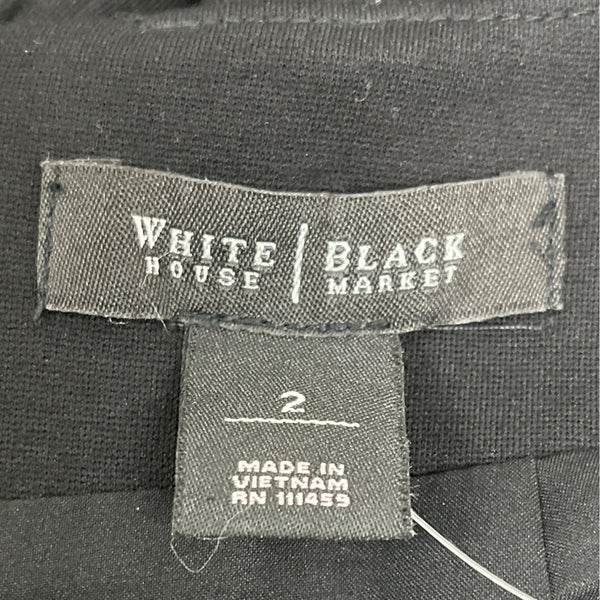 WHITE | BLACK
HOUSE | MARKET
2
MADE IN
VIETNAM
RN 111459